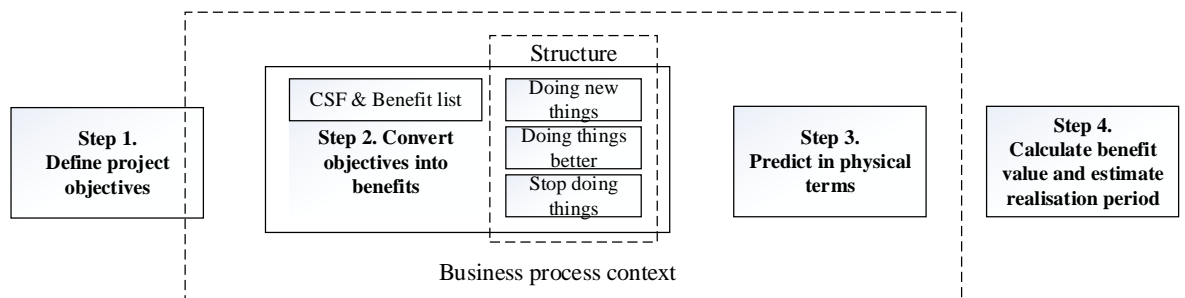 Structure
CSF & Benefit list
Doing new
things
Doing things
better
Stop doing
things
Step 1.
Define project
objectives
Step 2. Convert
objectives into
benefits
Step 3.
Predict in physical
terms
Step 4.
Calculate benefit
value and estimate
realisation period
Business process context